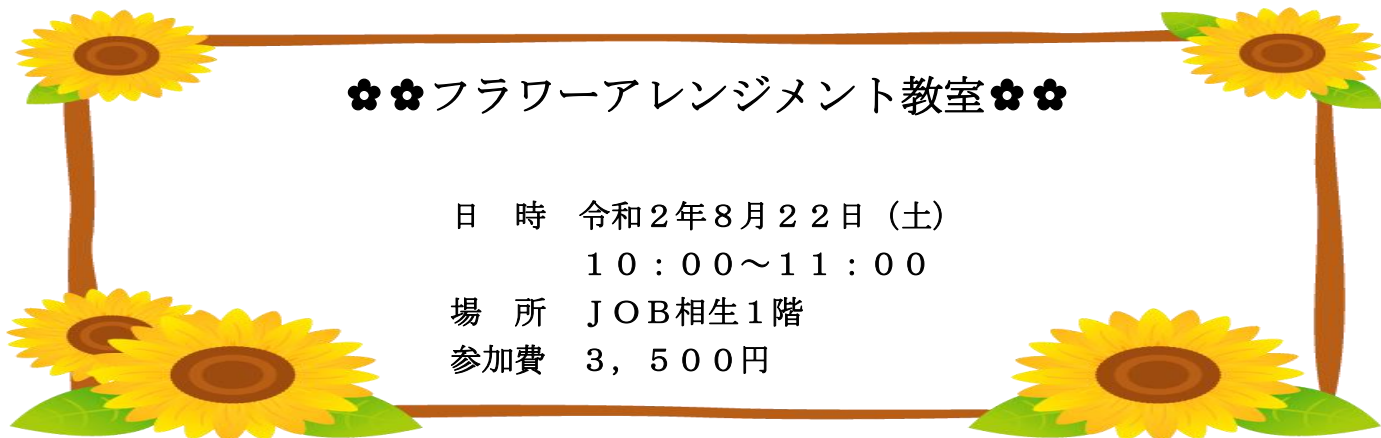 ✿✿フラワーアレンジメント教室✿✿
日　時　令和２年８月２２日（土）
１０：００～１１：００
場　所　ＪＯＢ相生１階
参加費　３，５００円